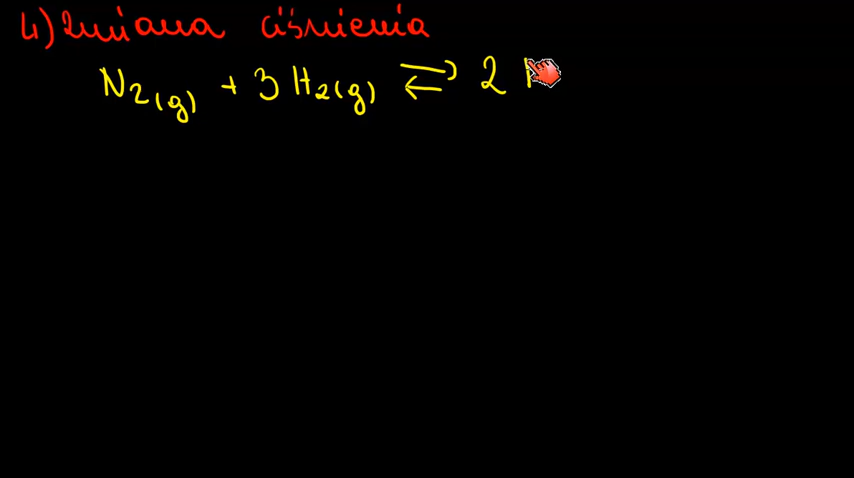 4) Zmiana ciśnienia
N₂(g) + 3 H₂(g) ⇄ 2